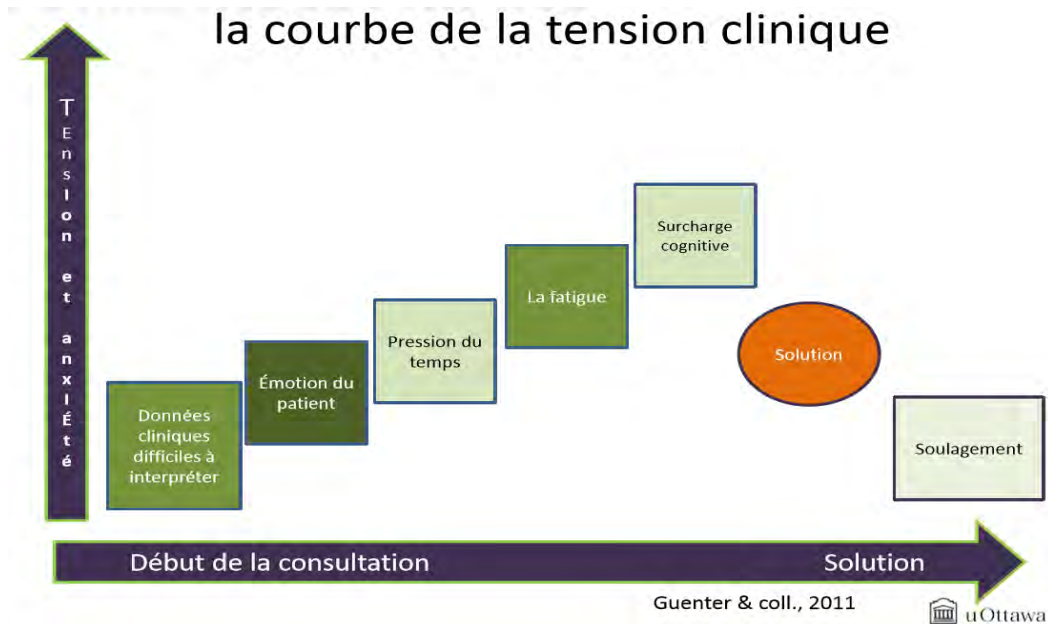 la courbe de la tension clinique
TEnsIon et anxIÉté
Surcharge
cognitive
La fatigue
Pression du
temps
Solution
Émotion du
patient
Données
cliniques
difficiles à
interpréter
Soulagement
Début de la consultation
Solution
Guenter & coll., 2011
uOttawa